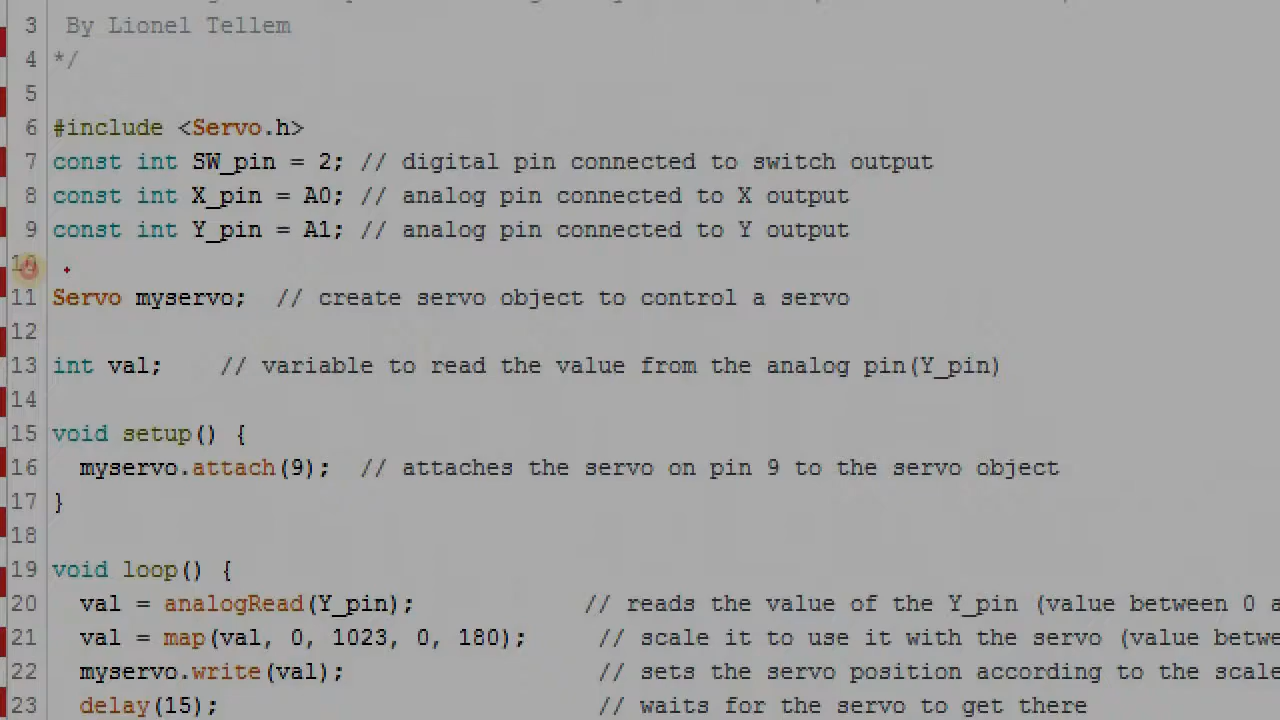 3 By Lionel Tellem
4 */
5
6 #include <Servo.h>
7 const int SW_pin = 2; // digital pin connected to switch output
8 const int X_pin = A0; // analog pin connected to X output
9 const int Y_pin = A1; // analog pin connected to Y output
10
11 Servo myservo;  // create servo object to control a servo
12
13 int val;    // variable to read the value from the analog pin(Y_pin)
14
15 void setup() {
16   myservo.attach(9);  // attaches the servo on pin 9 to the servo object
17 }
18
19 void loop() {
20   val = analogRead(Y_pin);            // reads the value of the Y_pin (value between 0 a
21   val = map(val, 0, 1023, 0, 180);     // scale it to use it with the servo (value betwe
22   myservo.write(val);                  // sets the servo position according to the scale
23   delay(15);                           // waits for the servo to get there